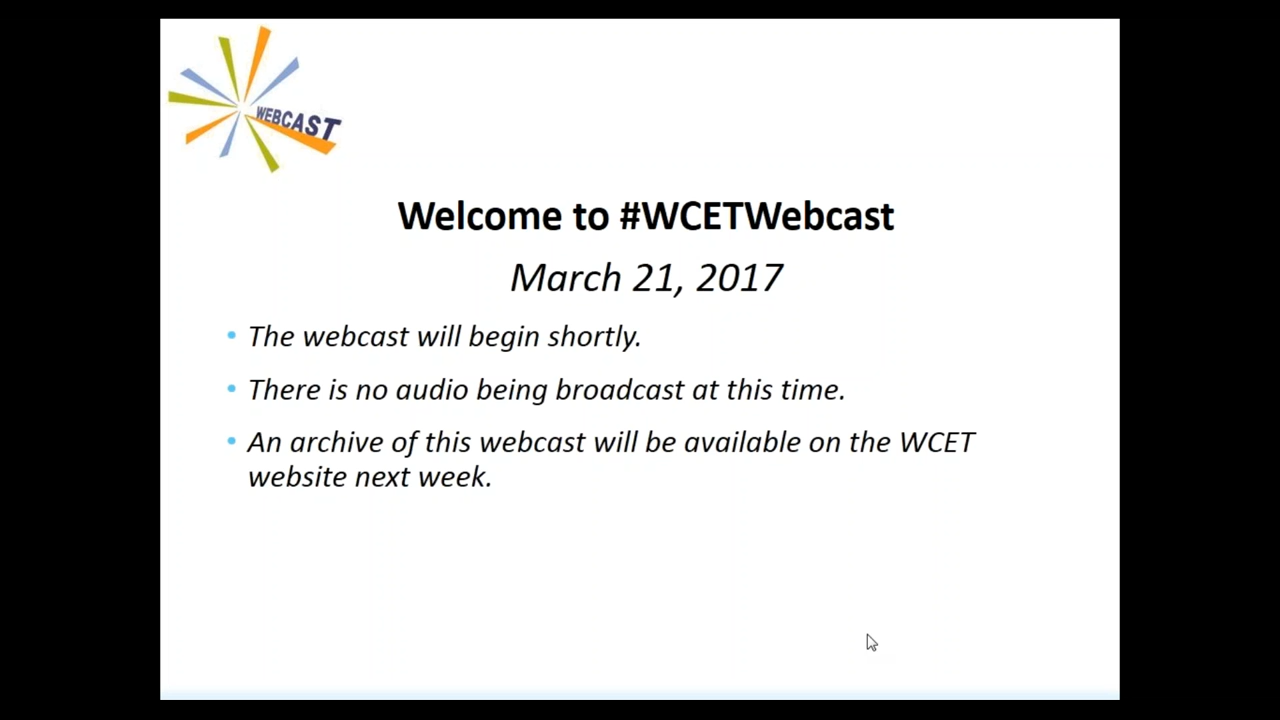 WEBCAST
Welcome to #WCETWebcast
March 21, 2017
• The webcast will begin shortly.
• There is no audio being broadcast at this time.
• An archive of this webcast will be available on the WCET
website next week.